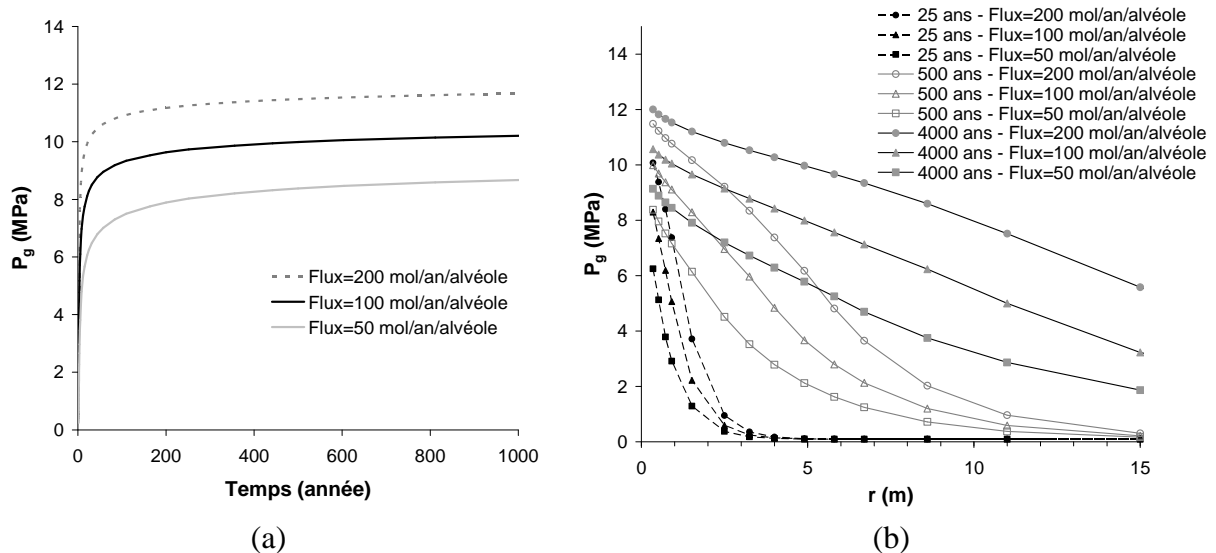 14
12
10
8
6
4
2
0
P_g (MPa)
0
200
400
600
800
1000
Temps (année)
Flux=200 mol/an/alvéole
Flux=100 mol/an/alvéole
Flux=50 mol/an/alvéole
(a)
25 ans - Flux=200 mol/an/alvéole
25 ans - Flux=100 mol/an/alvéole
25 ans - Flux=50 mol/an/alvéole
500 ans - Flux=200 mol/an/alvéole
500 ans - Flux=100 mol/an/alvéole
500 ans - Flux=50 mol/an/alvéole
4000 ans - Flux=200 mol/an/alvéole
4000 ans - Flux=100 mol/an/alvéole
4000 ans - Flux=50 mol/an/alvéole
14
12
10
8
6
4
2
0
P_g (MPa)
0
5
10
15
r (m)
(b)